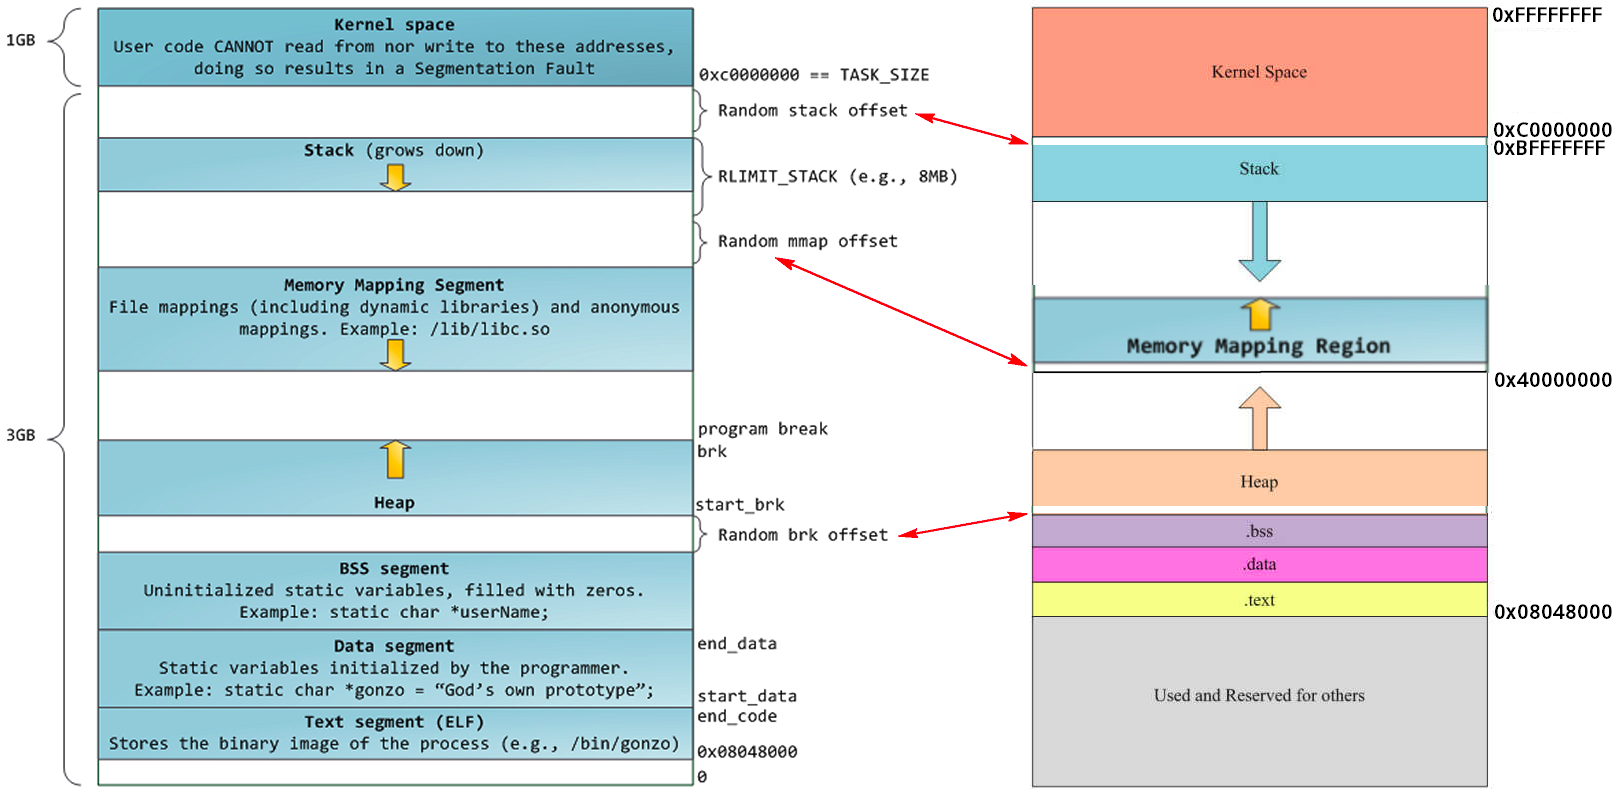 1GB
Kernel space
User code CANNOT read from nor write to these addresses,
doing so results in a Segmentation Fault
0xc0000000 == TASK_SIZE
Random stack offset
Stack (grows down)
RLIMIT_STACK (e.g., 8MB)
Random mmap offset
Memory Mapping Segment
File mappings (including dynamic libraries) and anonymous
mappings. Example: /lib/libc.so
3GB
program break
brk
Heap
start_brk
Random brk offset
BSS segment
Uninitialized static variables, filled with zeros.
Example: static char *userName;
Data segment
Static variables initialized by the programmer.
Example: static char *gonzo = “God’s own prototype”;
end_data
start_data
end_code
Text segment (ELF)
Stores the binary image of the process (e.g., /bin/gonzo)
0x08048000
0
0xFFFFFFFF
Kernel Space
0xC0000000
0xBFFFFFFF
Stack
Memory Mapping Region
0x40000000
Heap
.bss
.data
.text
0x08048000
Used and Reserved for others